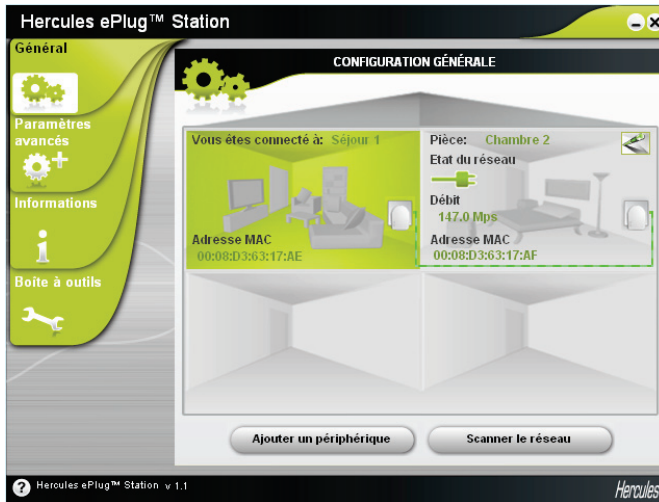 Hercules ePlug™ Station
Général
Paramètres
avancés
Informations
Boîte à outils
CONFIGURATION GÉNÉRALE
Vous êtes connecté à: Séjour 1
Adresse MAC
00:08:D3:63:17:AE
Pièce: Chambre 2
Etat du réseau
Débit
147.0 Mps
Adresse MAC
00:08:D3:63:17:AF
Ajouter un périphérique
Scanner le réseau
? Hercules ePlug™ Station v 1.1
Hercules